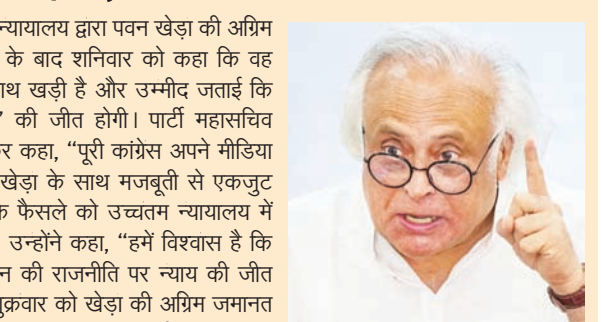 न्यायालय द्वारा पवन खेड़ा की अग्रिम
के बाद शनिवार को कहा कि वह
थ खड़ी है और उम्मीद जताई कि
’ की जीत होगी। पार्टी महासचिव
र कहा, ‘‘पूरी कांग्रेस अपने मीडिया
खेड़ा के साथ मजबूती से एकजुट
फैसले को उच्चतम न्यायालय में
उन्होंने कहा, ‘‘हमें विश्वास है कि
न की राजनीति पर न्याय की जीत
क्रवार को खेड़ा की अग्रिम जमानत